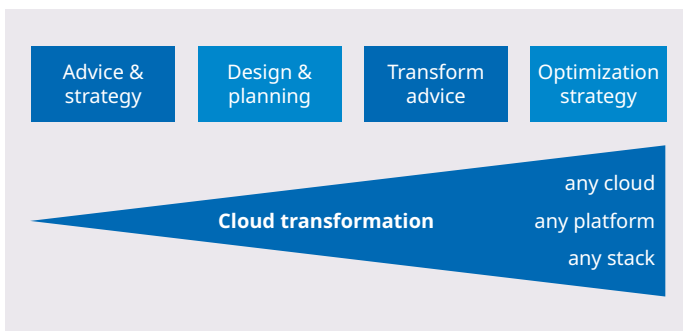 Advice &
strategy
Design &
planning
Transform
advice
Optimization
strategy
any cloud
Cloud transformation
any platform
any stack